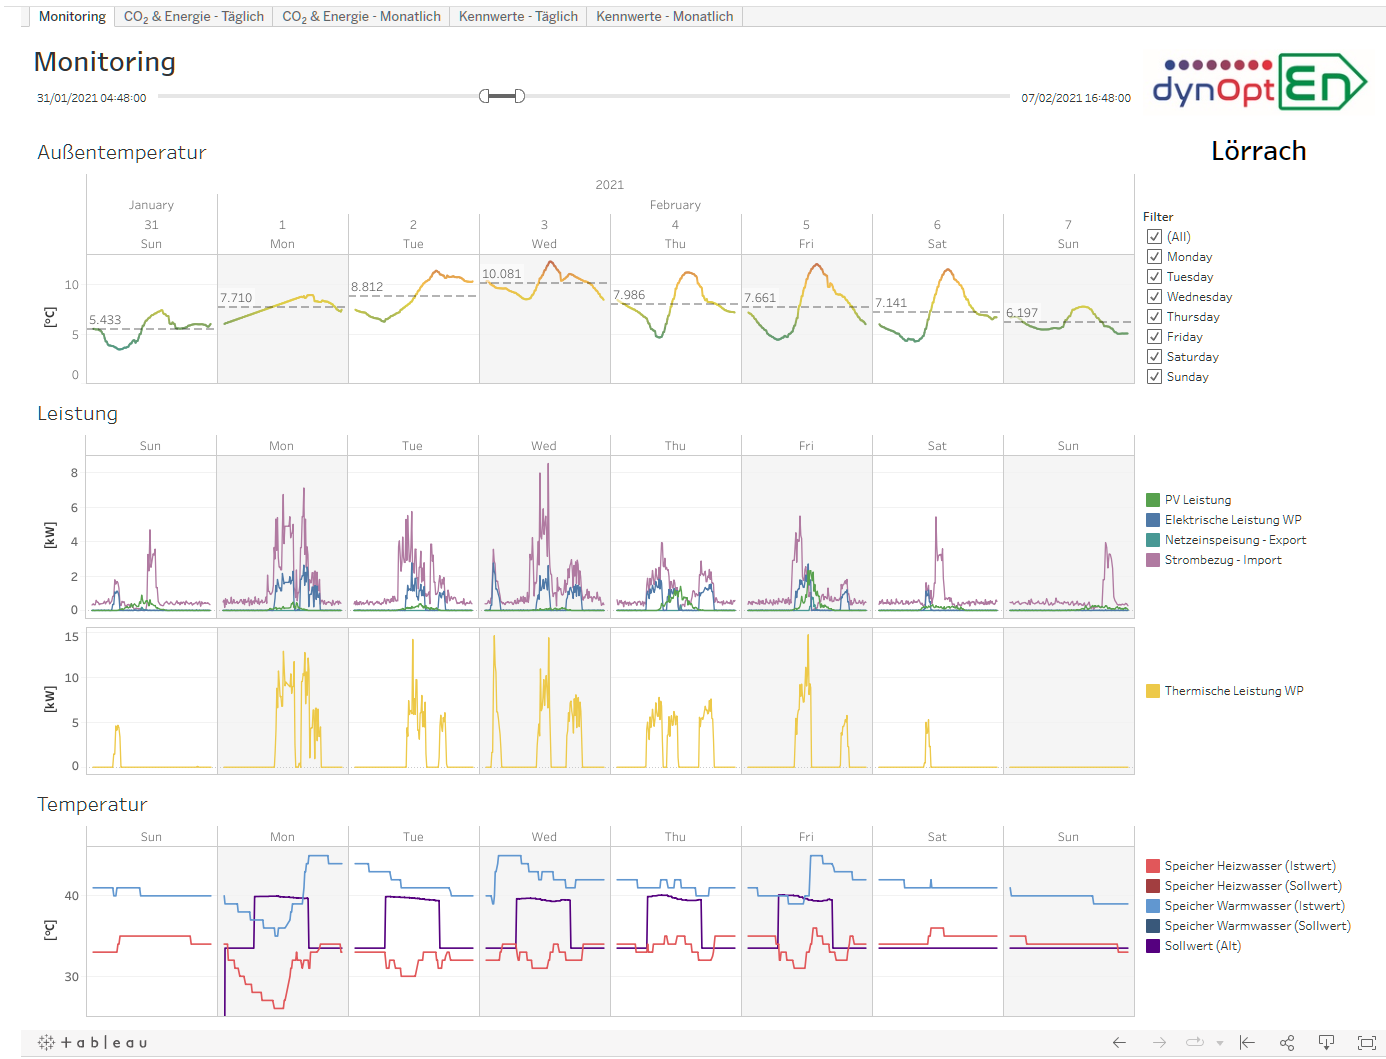 Monitoring
CO2 & Energie - Täglich
CO2 & Energie - Monatlich
Kennwerte - Täglich
Kennwerte - Monatlich
Monitoring
31/01/2021 04:48:00
07/02/2021 16:48:00
dynOptEn
Lörrach
Außentemperatur
2021
January
February
31
1
2
3
4
5
6
7
Sun
Mon
Tue
Wed
Thu
Fri
Sat
Sun
[°C]
10
5
0
5.433
7.710
8.812
10.081
7.986
7.661
7.141
6.197
Filter
(All)
Monday
Tuesday
Wednesday
Thursday
Friday
Saturday
Sunday
Leistung
Sun
Mon
Tue
Wed
Thu
Fri
Sat
Sun
[kW]
8
6
4
2
0
PV Leistung
Elektrische Leistung WP
Netzeinspeisung - Export
Strombezug - Import
[kW]
15
10
5
0
Thermische Leistung WP
Temperatur
Sun
Mon
Tue
Wed
Thu
Fri
Sat
Sun
[°C]
40
30
Speicher Heizwasser (Istwert)
Speicher Heizwasser (Sollwert)
Speicher Warmwasser (Istwert)
Speicher Warmwasser (Sollwert)
Sollwert (Alt)
+ableau